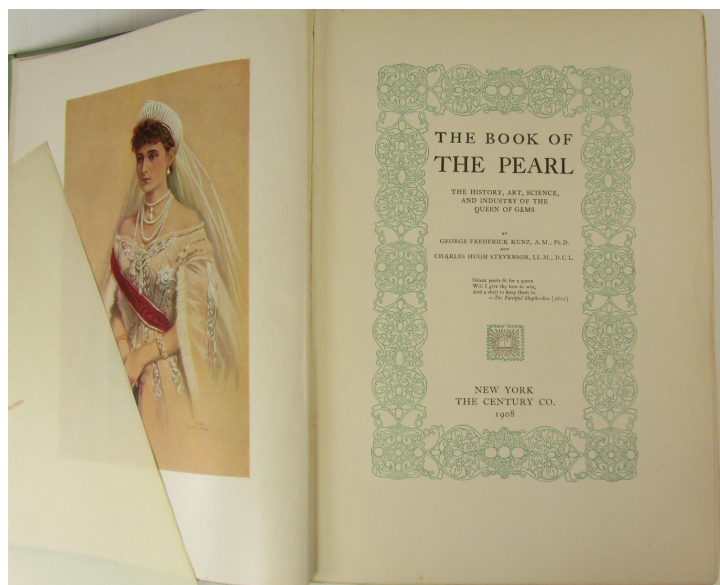 THE BOOK OF
THE PEARL
THE HISTORY, ART, SCIENCE,
AND INDUSTRY OF THE
QUEEN OF GEMS
BY
GEORGE FREDERICK KUNZ, A.M., Ph.D.
AND
CHARLES HUGH STEVENSON, LL.M., D.C.L.
Orient pearls fit for a queen
Will I give thy love to win,
And a shell to keep them in.
—The Faithful Shepherdess (1611)
NEW YORK
THE CENTURY CO.
1908